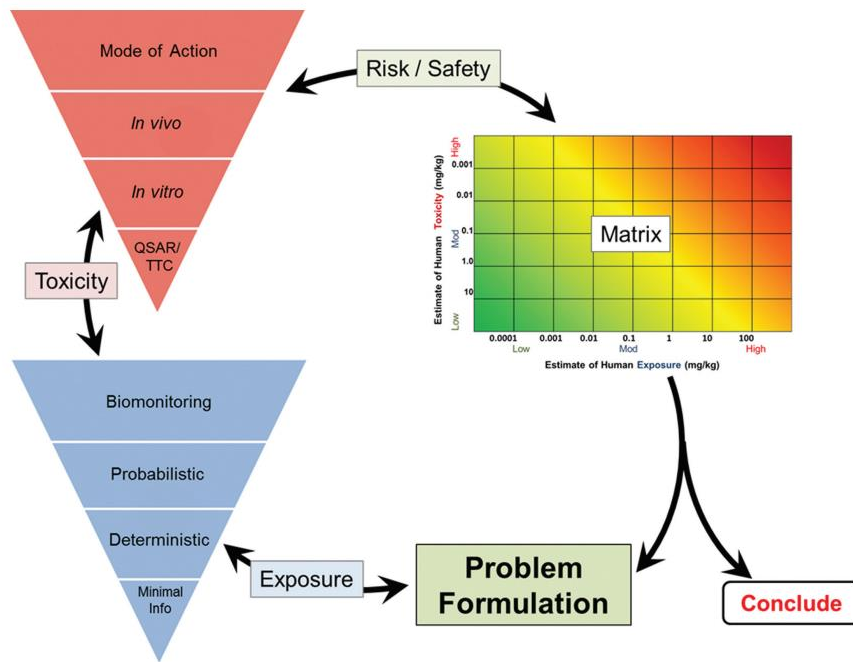 Mode of Action
In vivo
In vitro
QSAR/
TTC
Toxicity
Risk / Safety
Estimate of Human Toxicity (mg/kg)
High
Mod
Low
0.001
0.01
0.1
1.0
10
Matrix
0.0001 0.001 0.01 0.1 1 10 100
Low Mod High
Estimate of Human Exposure (mg/kg)
Biomonitoring
Probabilistic
Deterministic
Minimal
Info
Exposure
Problem
Formulation
Conclude